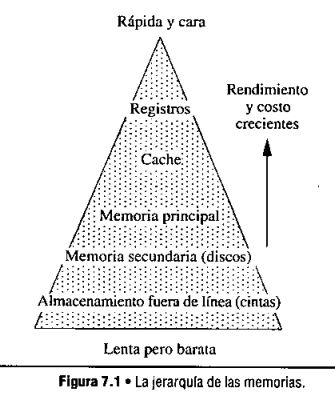 Rápida y cara
Rendimiento
y costo
crecientes
Registros
Cache
Memoria principal
Memoria secundaria (discos)
Almacenamiento fuera de línea (cintas)
Lenta pero barata
Figura 7.1 • La jerarquía de las memorias.